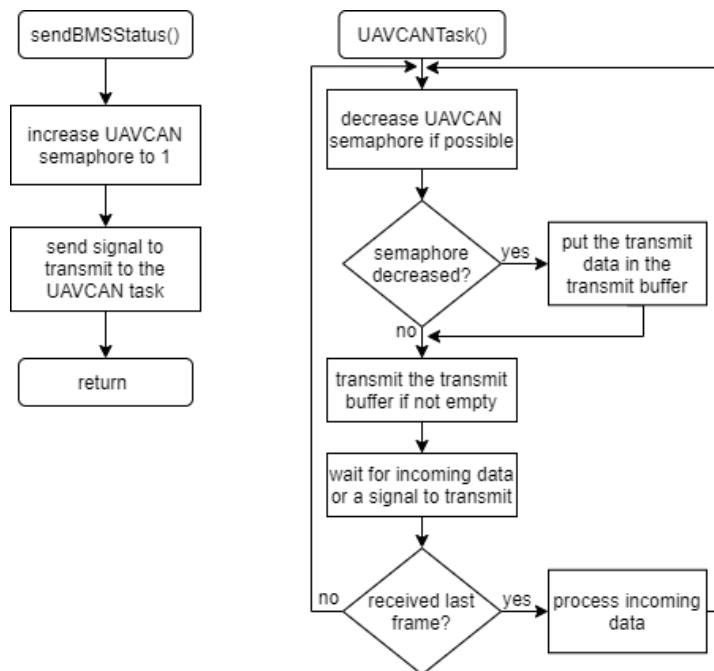 sendBMSStatus()
increase UAVCAN
semaphore to 1
send signal to
transmit to the
UAVCAN task
return
UAVCANTask()
decrease UAVCAN
semaphore if possible
semaphore
decreased?
yes
put the transmit
data in the
transmit buffer
no
transmit the transmit
buffer if not empty
wait for incoming data
or a signal to transmit
received last
frame?
no
yes
process incoming
data